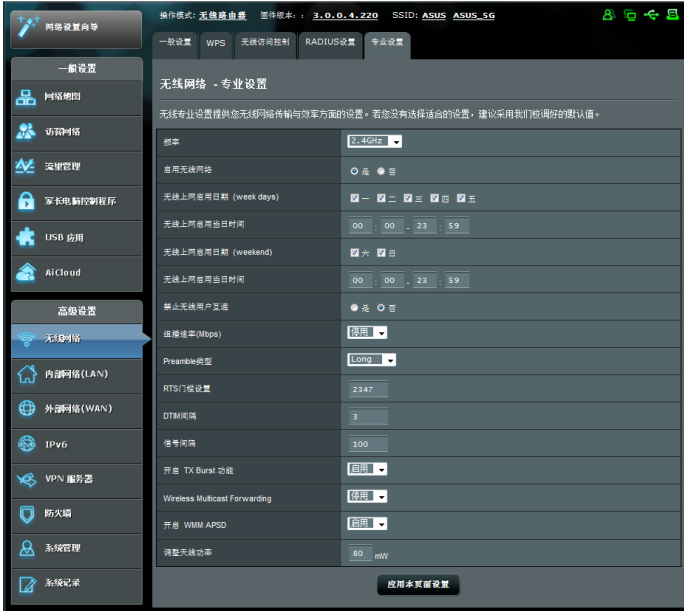 网络设置向导
操作模式: 无线路由器 固件版本: : 3.0.0.4.220 SSID: ASUS ASUS_5G
一般设置 WPS 无线访问控制 RADIUS设置 专业设置
一般设置
网络地图
访客网络
流量管理
家长电脑控制程序
USB 应用
AiCloud
高级设置
无线网络
内部网络(LAN)
外部网络(WAN)
IPv6
VPN 服务器
防火墙
系统管理
系统记录
无线网络 - 专业设置
无线专业设置提供您无线网络传输与效率方面的设置。若您没有选择适合的设置，建议采用我们校调好的默认值。
频率 2.4GHz
启用无线网络 是 否
无线上网启用日期 (week days) 一 二 三 四 五
无线上网启用当日时间 00 : 00 - 23 : 59
无线上网启用日期 (weekend) 六 日
无线上网启用当日时间 00 : 00 - 23 : 59
禁止无线用户互通 是 否
组播速率(Mbps) 停用
Preamble类型 Long
RTS门槛设置 2347
DTIM间隔 3
信号间隔 100
开启 TX Burst 功能 启用
Wireless Multicast Forwarding 停用
开启 WMM APSD 启用
调整天线功率 80 mW
应用本页面设置